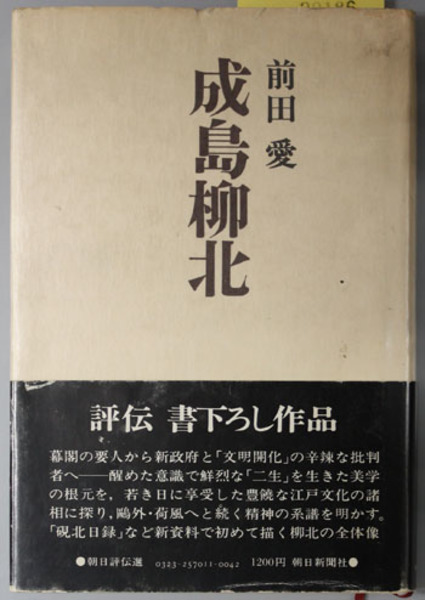 前田 愛
成島柳北
評伝 書下ろし作品
幕閣の要人から新政府と「文明開化」の辛辣な批判
者へ――醒めた意識で鮮烈な「二生」を生きた美学
の根元を，若き日に享受した豊饒な江戸文化の諸
相に探り，鷗外・荷風へと続く精神の系譜を明かす。
「硯北日録」など新資料で初めて描く柳北の全体像
●朝日評伝選 0323-257011-0042 1200円 朝日新聞社●